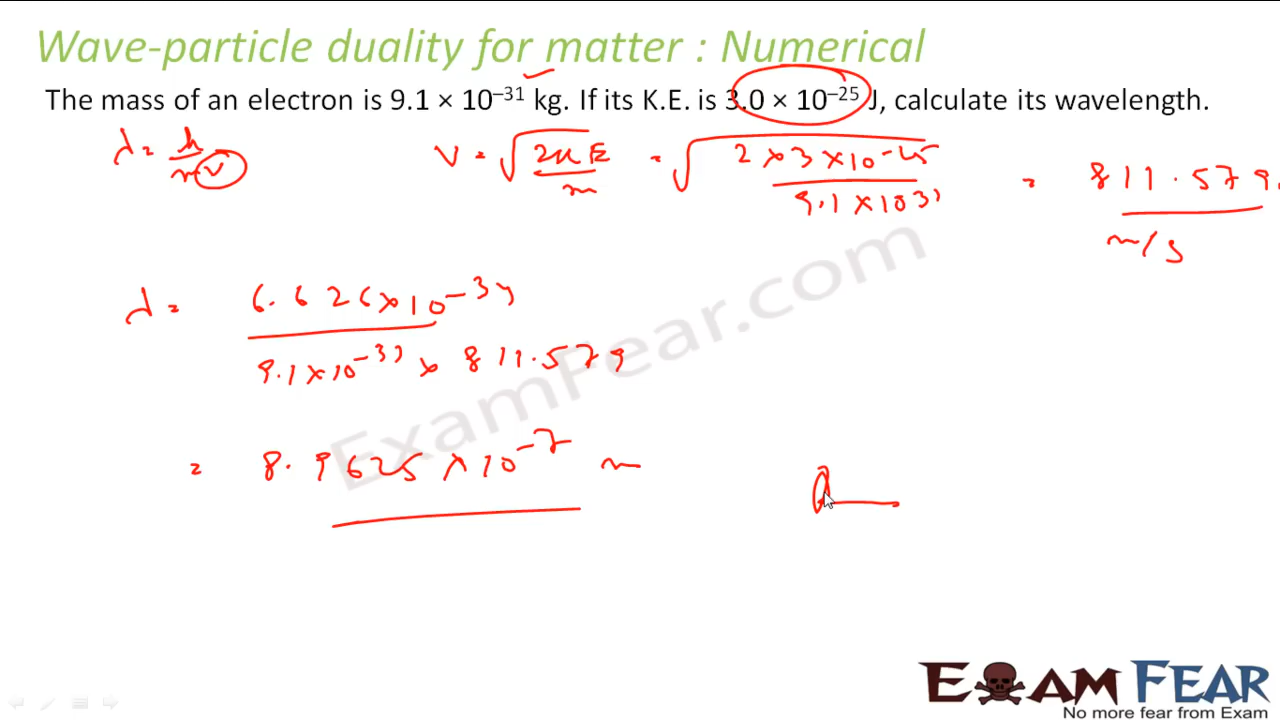 Wave-particle duality for matter : Numerical
The mass of an electron is 9.1 × 10⁻³¹ kg. If its K.E. is 3.0 × 10⁻²⁵ J, calculate its wavelength.
λ = h/mv
v = √(2KE/m) = √(2×3×10⁻²⁵/9.1×10³¹) = 811.579
m/s
λ = 6.626×10⁻³⁴
9.1×10⁻³¹ × 811.579
= 8.9625×10⁻⁷ m
ExamFear.com
EXAM FEAR
No more fear from Exam